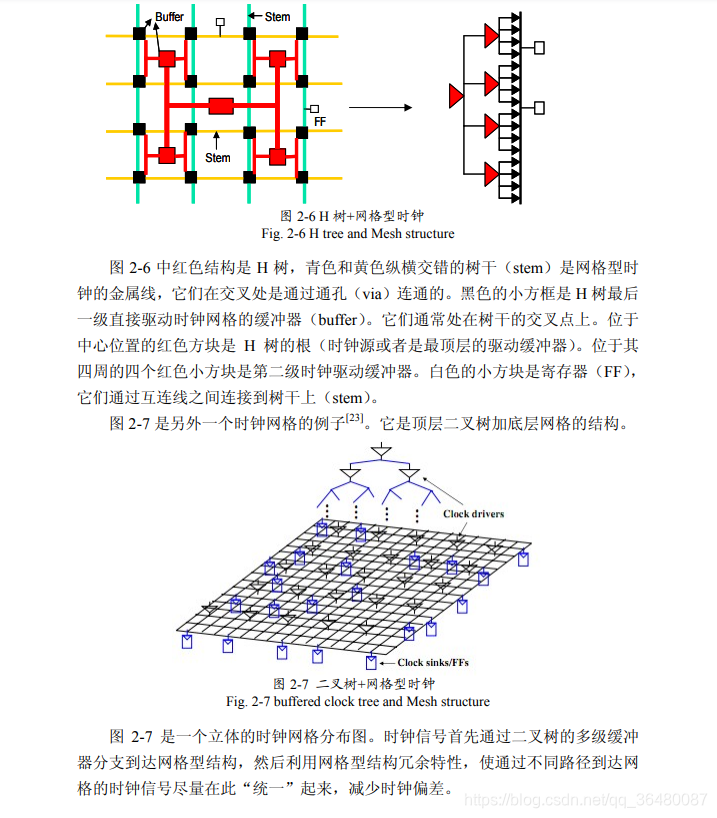 Buffer
Stem
FF
Stem
图 2-6 H 树+网格型时钟
Fig. 2-6 H tree and Mesh structure
图 2-6 中红色结构是 H 树，青色和黄色纵横交错的树干（stem）是网格型时
钟的金属线，它们在交叉处是通过通孔（via）连通的。黑色的小方框是 H 树最后
一级直接驱动时钟网格的缓冲器（buffer）。它们通常处在树干的交叉点上。位于
中心位置的红色方块是 H 树的根（时钟源或者是最顶层的驱动缓冲器）。位于其
四周的四个红色小方块是第二级时钟驱动缓冲器。白色的小方块是寄存器（FF），
它们通过互连线之间连接到树干上（stem）。
图 2-7 是另外一个时钟网格的例子[23]。它是顶层二叉树加底层网格的结构。
Clock drivers
Clock sinks/FFs
图 2-7 二叉树+网格型时钟
Fig. 2-7 buffered clock tree and Mesh structure
图 2-7 是一个立体的时钟网格分布图。时钟信号首先通过二叉树的多级缓冲
器分支到达网格型结构，然后利用网格型结构冗余特性，使通过不同路径到达网
格的时钟信号尽量在此“统一”起来，减少时钟偏差。
https://blog.csdn.net/qq_36480087